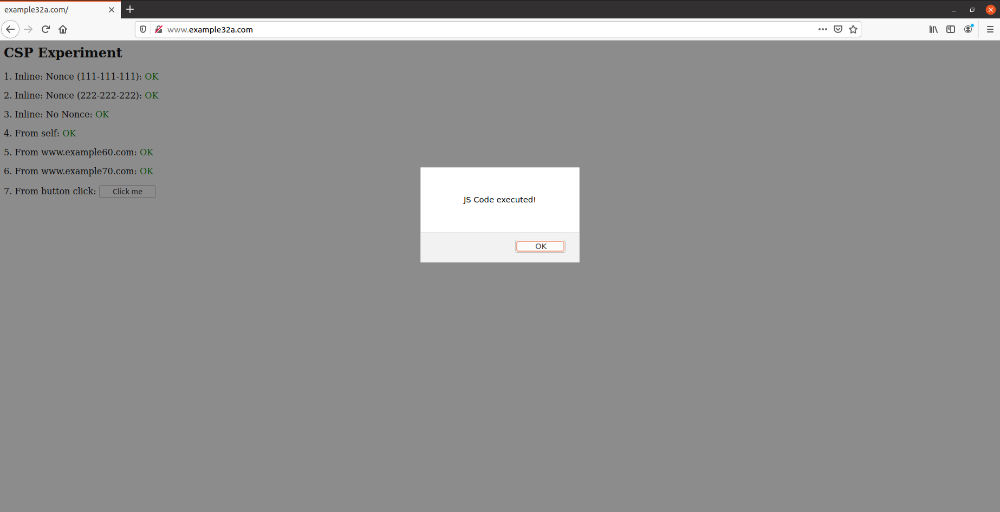 example32a.com/
www.example32a.com
CSP Experiment
1. Inline: Nonce (111-111-111): OK
2. Inline: Nonce (222-222-222): OK
3. Inline: No Nonce: OK
4. From self: OK
5. From www.example60.com: OK
6. From www.example70.com: OK
7. From button click: Click me
JS Code executed!
OK